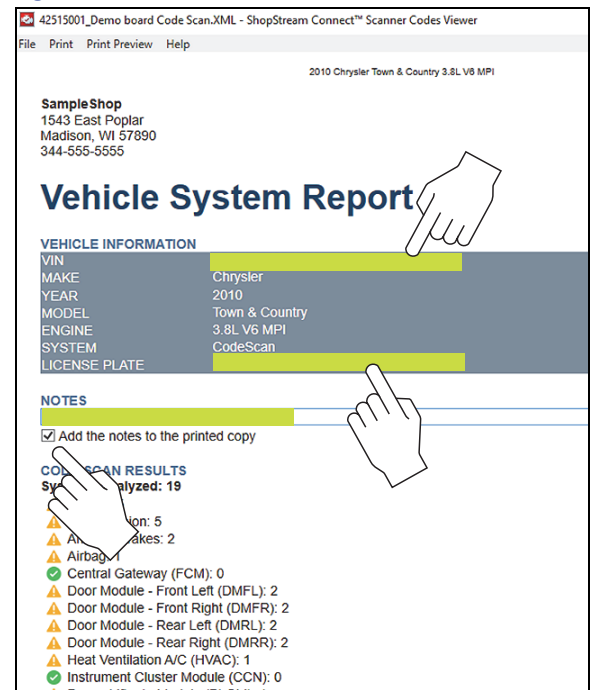 42515001_Demo board Code Scan.XML - ShopStream Connect™ Scanner Codes Viewer
File Print Print Preview Help
2010 Chrysler Town & Country 3.8L V6 MPI
SampleShop
1543 East Poplar
Madison, WI 57890
344-555-5555
Vehicle System Report
VEHICLE INFORMATION
VIN
MAKE Chrysler
YEAR 2010
MODEL Town & Country
ENGINE 3.8L V6 MPI
SYSTEM CodeScan
LICENSE PLATE
NOTES
Add the notes to the printed copy
SCAN RESULTS
19
5
2
Airbag: 1
Central Gateway (FCM): 0
Door Module - Front Left (DMFL): 2
Door Module - Front Right (DMFR): 2
Door Module - Rear Left (DMRL): 2
Door Module - Rear Right (DMRR): 2
Heat Ventilation A/C (HVAC): 1
Instrument Cluster Module (CCN): 0